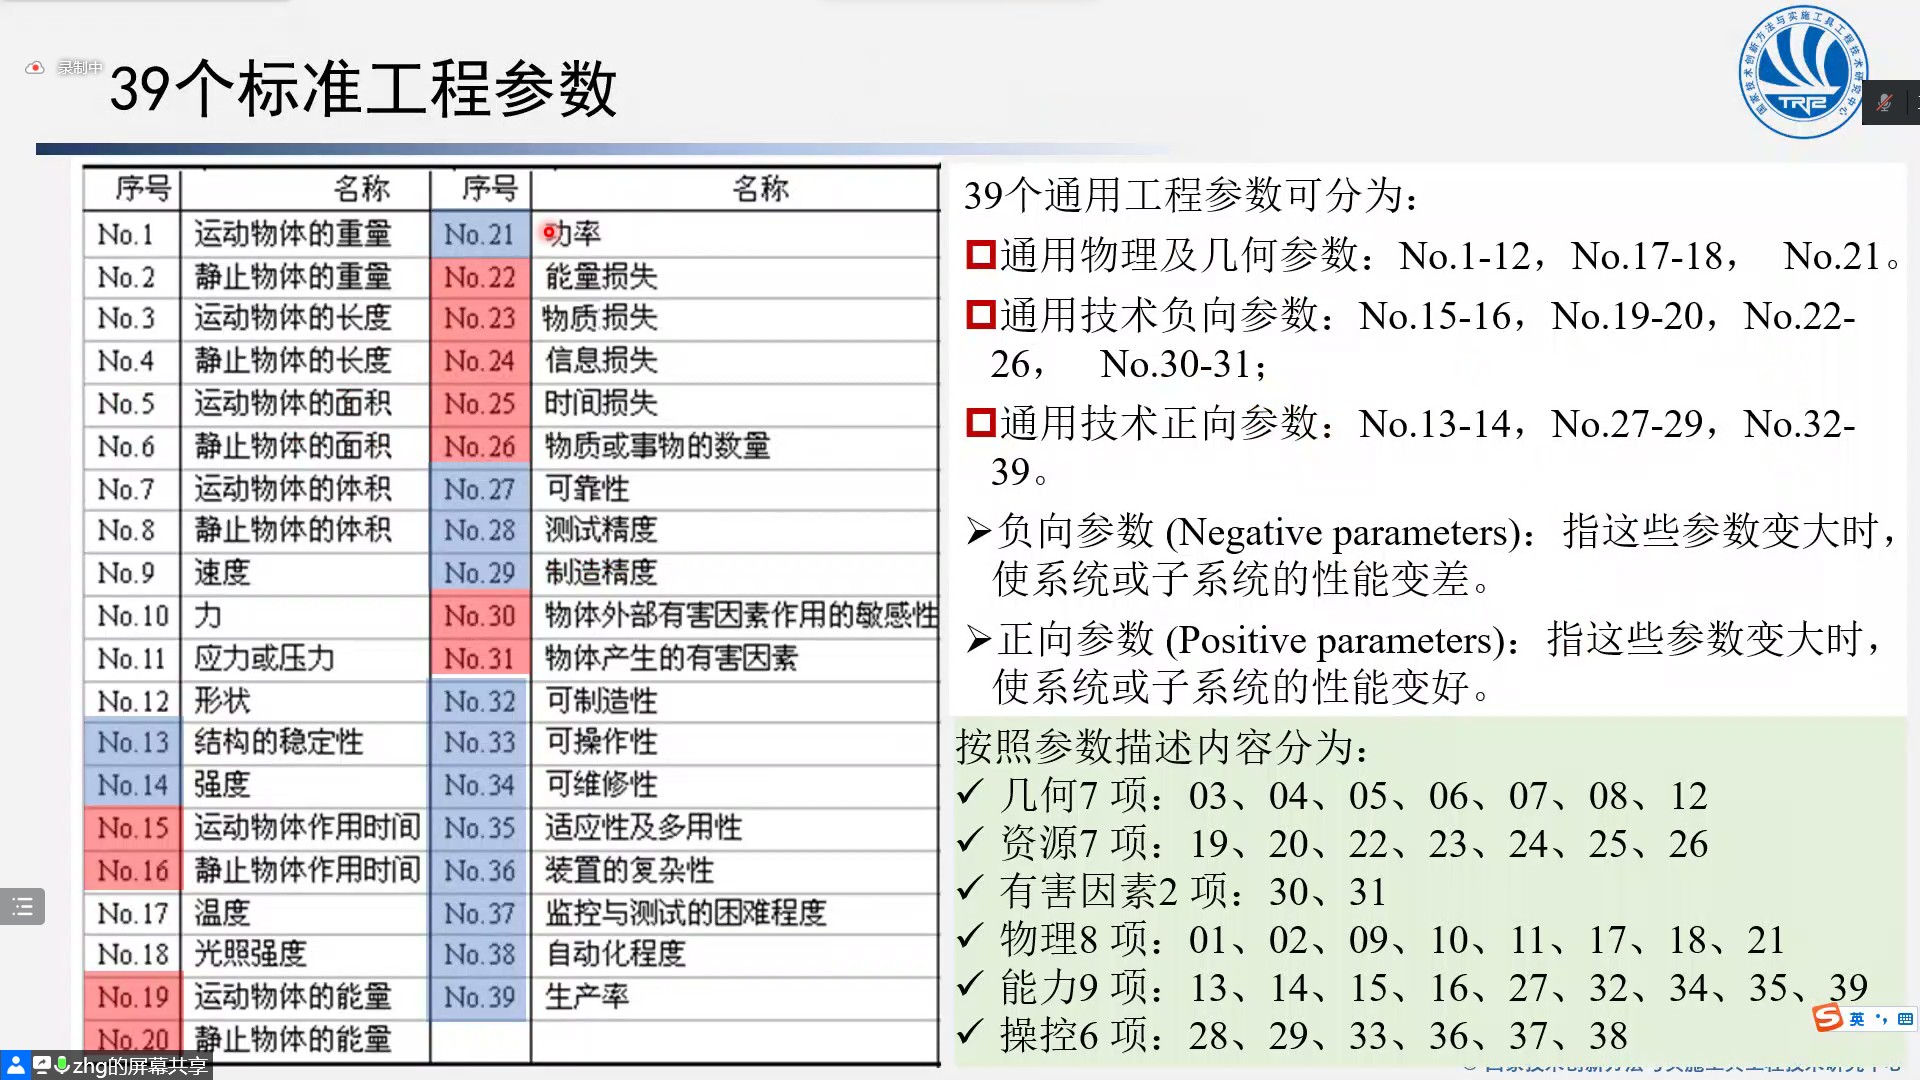 录制中
39个标准工程参数
国家技术创新方法与实施工具工程技术研究中心
TRIZ
序号 名称 序号 名称
No.1 运动物体的重量 No.21 功率
No.2 静止物体的重量 No.22 能量损失
No.3 运动物体的长度 No.23 物质损失
No.4 静止物体的长度 No.24 信息损失
No.5 运动物体的面积 No.25 时间损失
No.6 静止物体的面积 No.26 物质或事物的数量
No.7 运动物体的体积 No.27 可靠性
No.8 静止物体的体积 No.28 测试精度
No.9 速度 No.29 制造精度
No.10 力 No.30 物体外部有害因素作用的敏感性
No.11 应力或压力 No.31 物体产生的有害因素
No.12 形状 No.32 可制造性
No.13 结构的稳定性 No.33 可操作性
No.14 强度 No.34 可维修性
No.15 运动物体作用时间 No.35 适应性及多用性
No.16 静止物体作用时间 No.36 装置的复杂性
No.17 温度 No.37 监控与测试的困难程度
No.18 光照强度 No.38 自动化程度
No.19 运动物体的能量 No.39 生产率
No.20 静止物体的能量
39个通用工程参数可分为：
通用物理及几何参数：No.1-12，No.17-18， No.21。
通用技术负向参数：No.15-16，No.19-20，No.22-
26， No.30-31；
通用技术正向参数：No.13-14，No.27-29，No.32-
39。
负向参数 (Negative parameters)：指这些参数变大时，
使系统或子系统的性能变差。
正向参数 (Positive parameters)：指这些参数变大时，
使系统或子系统的性能变好。
按照参数描述内容分为：
✓ 几何7 项：03、04、05、06、07、08、12
✓ 资源7 项：19、20、22、23、24、25、26
✓ 有害因素2 项：30、31
✓ 物理8 项：01、02、09、10、11、17、18、21
✓ 能力9 项：13、14、15、16、27、32、34、35、39
✓ 操控6 项：28、29、33、36、37、38
英
zhg的屏幕共享